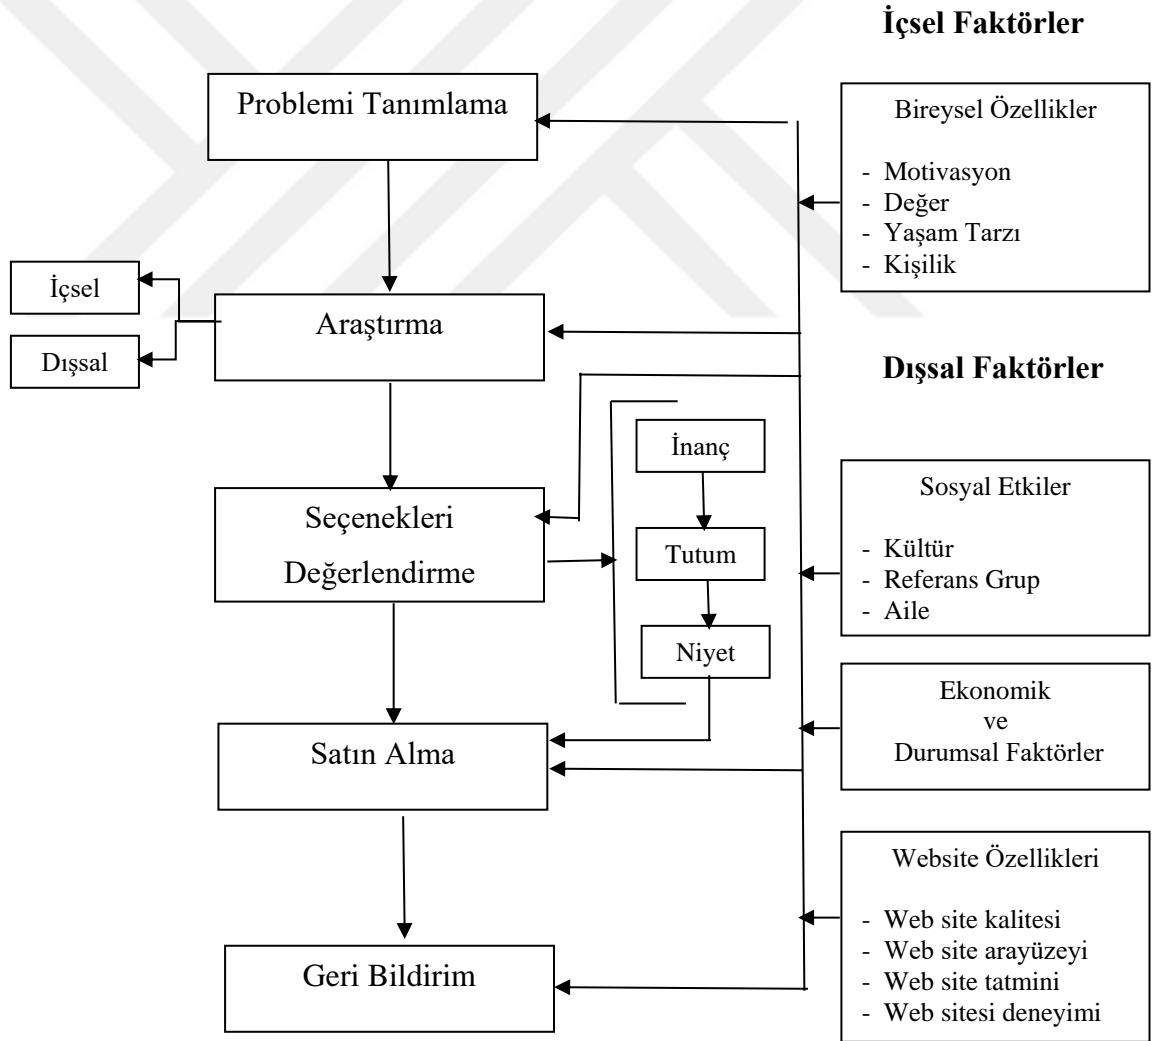 İçsel Faktörler
Problemi Tanımlama
Bireysel Özellikler
- Motivasyon
- Değer
- Yaşam Tarzı
- Kişilik
İçsel
Dışsal
Araştırma
Dışsal Faktörler
İnanç
Tutum
Niyet
Seçenekleri
Değerlendirme
Sosyal Etkiler
- Kültür
- Referans Grup
- Aile
Ekonomik
ve
Durumsal Faktörler
Satın Alma
Website Özellikleri
- Web site kalitesi
- Web site arayüzeyi
- Web site tatmini
- Web sitesi deneyimi
Geri Bildirim